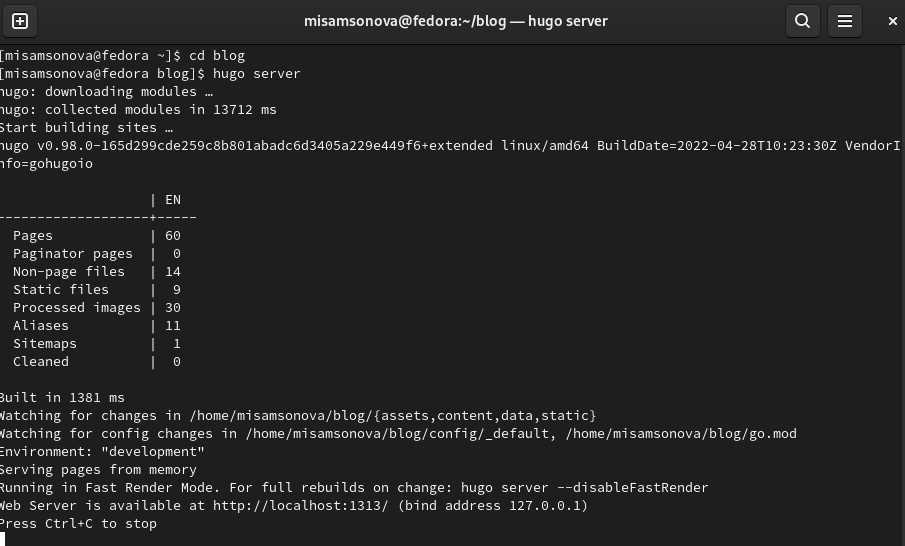 misamsonova@fedora:~/blog — hugo server
[misamsonova@fedora ~]$ cd blog
[misamsonova@fedora blog]$ hugo server
hugo: downloading modules …
hugo: collected modules in 13712 ms
Start building sites …
hugo v0.98.0-165d299cde259c8b801abadc6d3405a229e449f6+extended linux/amd64 BuildDate=2022-04-28T10:23:30Z VendorI
nfo=gohugoio
                   | EN
-------------------+-----
  Pages            | 60
  Paginator pages  |  0
  Non-page files   | 14
  Static files     |  9
  Processed images | 30
  Aliases          | 11
  Sitemaps         |  1
  Cleaned          |  0
Built in 1381 ms
Watching for changes in /home/misamsonova/blog/{assets,content,data,static}
Watching for config changes in /home/misamsonova/blog/config/_default, /home/misamsonova/blog/go.mod
Environment: "development"
Serving pages from memory
Running in Fast Render Mode. For full rebuilds on change: hugo server --disableFastRender
Web Server is available at http://localhost:1313/ (bind address 127.0.0.1)
Press Ctrl+C to stop